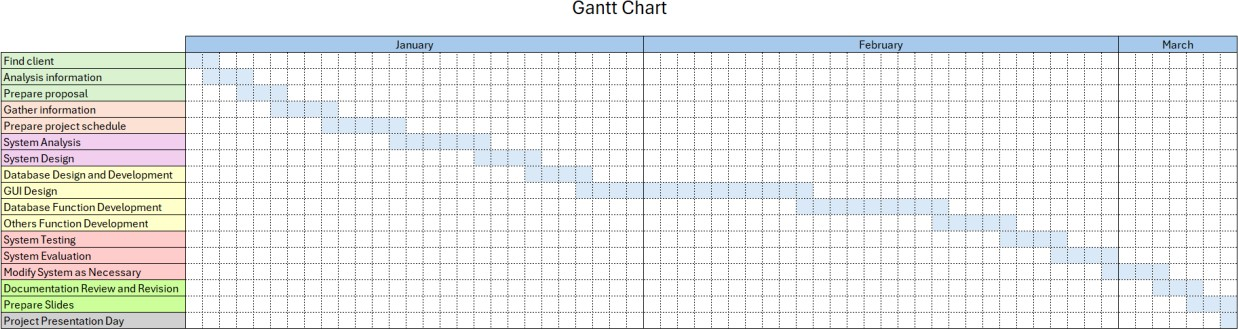 Gantt Chart
January February March
Find client
Analysis information
Prepare proposal
Gather information
Prepare project schedule
System Analysis
System Design
Database Design and Development
GUI Design
Database Function Development
Others Function Development
System Testing
System Evaluation
Modify System as Necessary
Documentation Review and Revision
Prepare Slides
Project Presentation Day